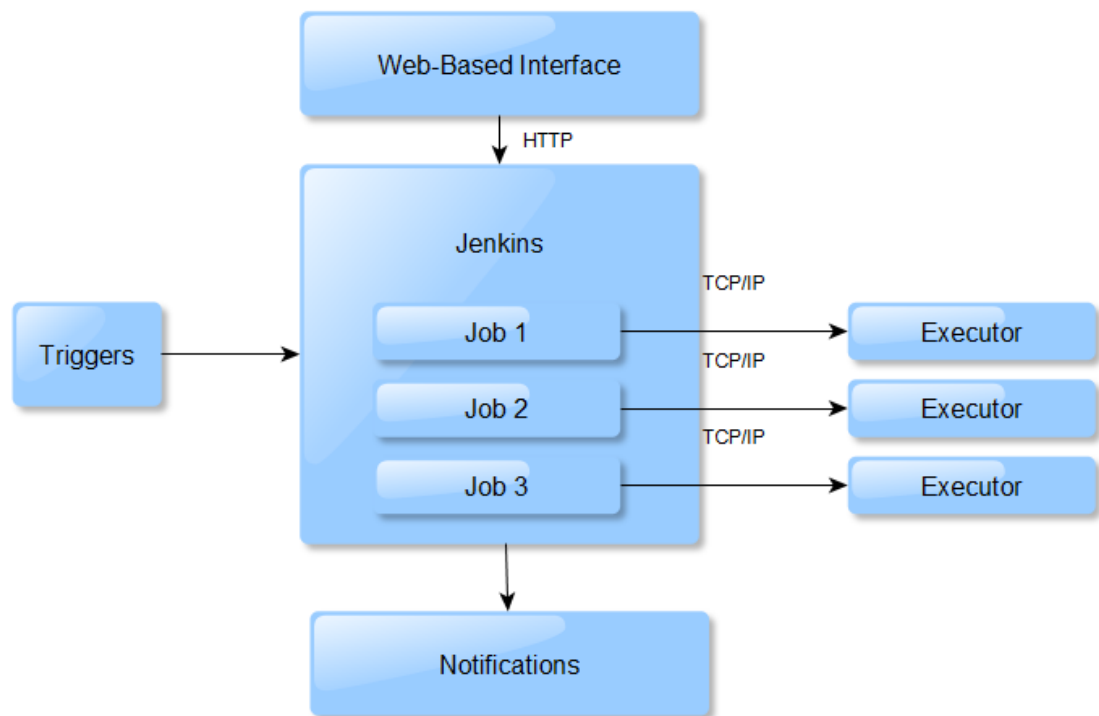 Web-Based Interface
HTTP
Jenkins
TCP/IP
Triggers
Job 1
Executor
TCP/IP
Job 2
Executor
TCP/IP
Job 3
Executor
Notifications